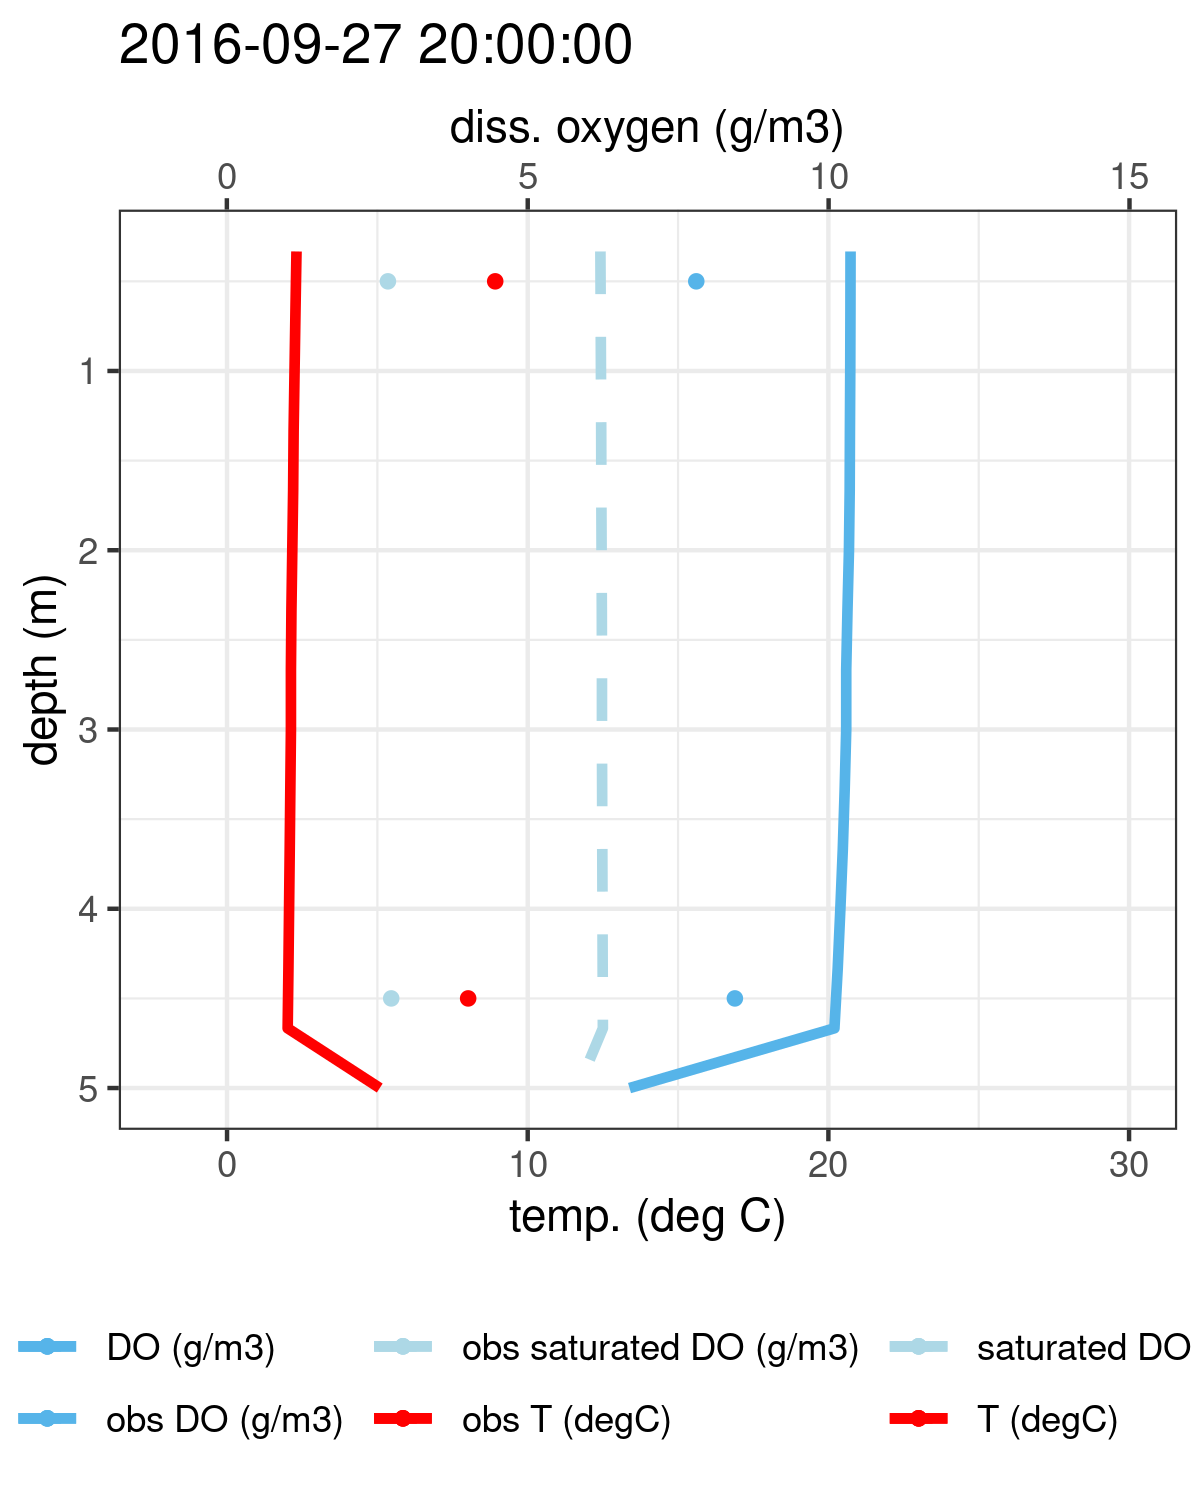 2016-09-27 20:00:00
diss. oxygen (g/m3)
0 5 10 15
depth (m)
1
2
3
4
5
0 10 20 30
temp. (deg C)
DO (g/m3) obs saturated DO (g/m3) saturated DO
obs DO (g/m3) obs T (degC) T (degC)